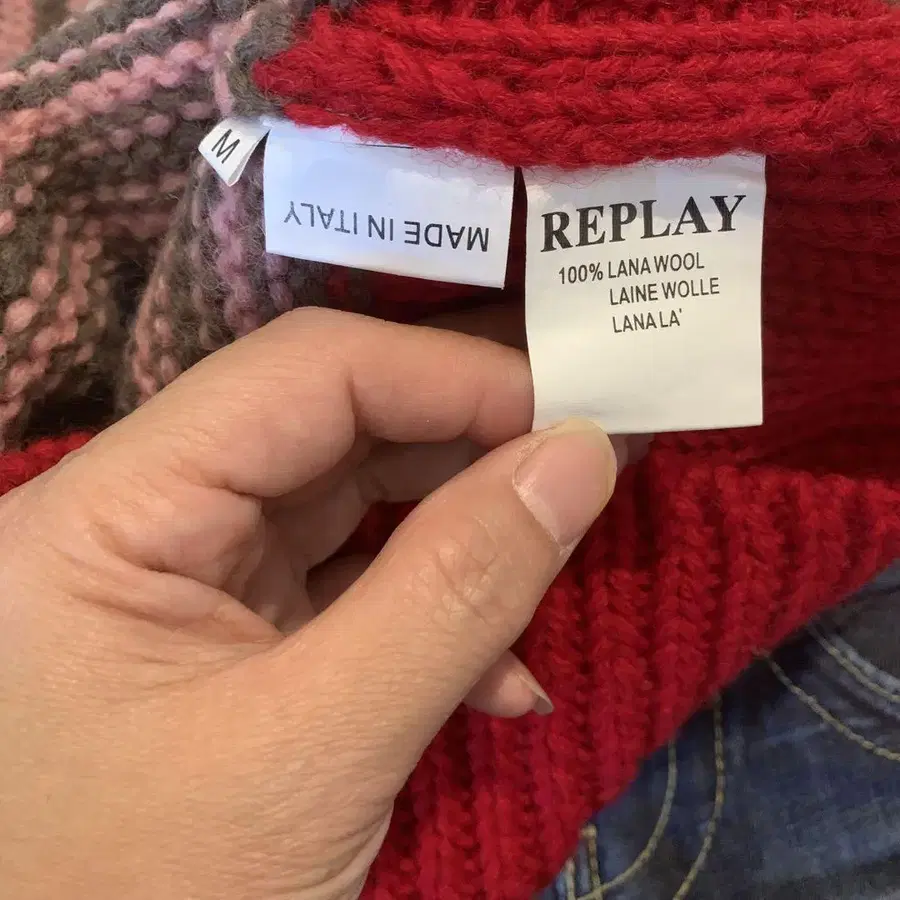 M
MADE IN ITALY
REPLAY
100% LANA WOOL
LAINE WOLLE
LANA LA'